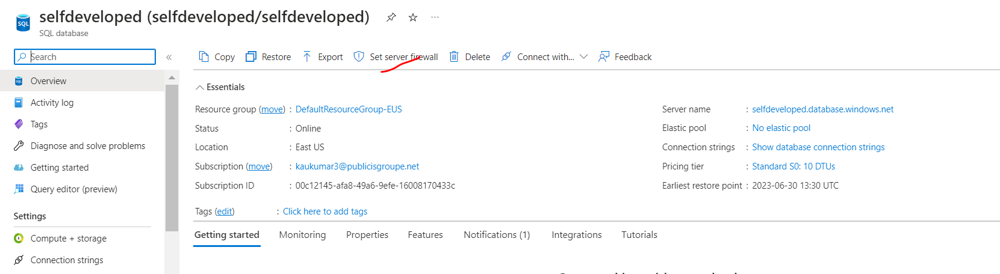 selfdeveloped (selfdeveloped/selfdeveloped)
SQL
SQL database
Search
Copy Restore Export Set server firewall Delete Connect with... Feedback
Overview
Activity log
Tags
Diagnose and solve problems
Getting started
Query editor (preview)
Settings
Compute + storage
Connection strings
Essentials
Resource group (move) : DefaultResourceGroup-EUS
Status : Online
Location : East US
Subscription (move) : kaukumar3@publicisgroupe.net
Subscription ID : 00c12145-afa8-49a6-9efe-16008170433c
Tags (edit) : Click here to add tags
Server name : selfdeveloped.database.windows.net
Elastic pool : No elastic pool
Connection strings : Show database connection strings
Pricing tier : Standard S0: 10 DTUs
Earliest restore point : 2023-06-30 13:30 UTC
Getting started Monitoring Properties Features Notifications (1) Integrations Tutorials